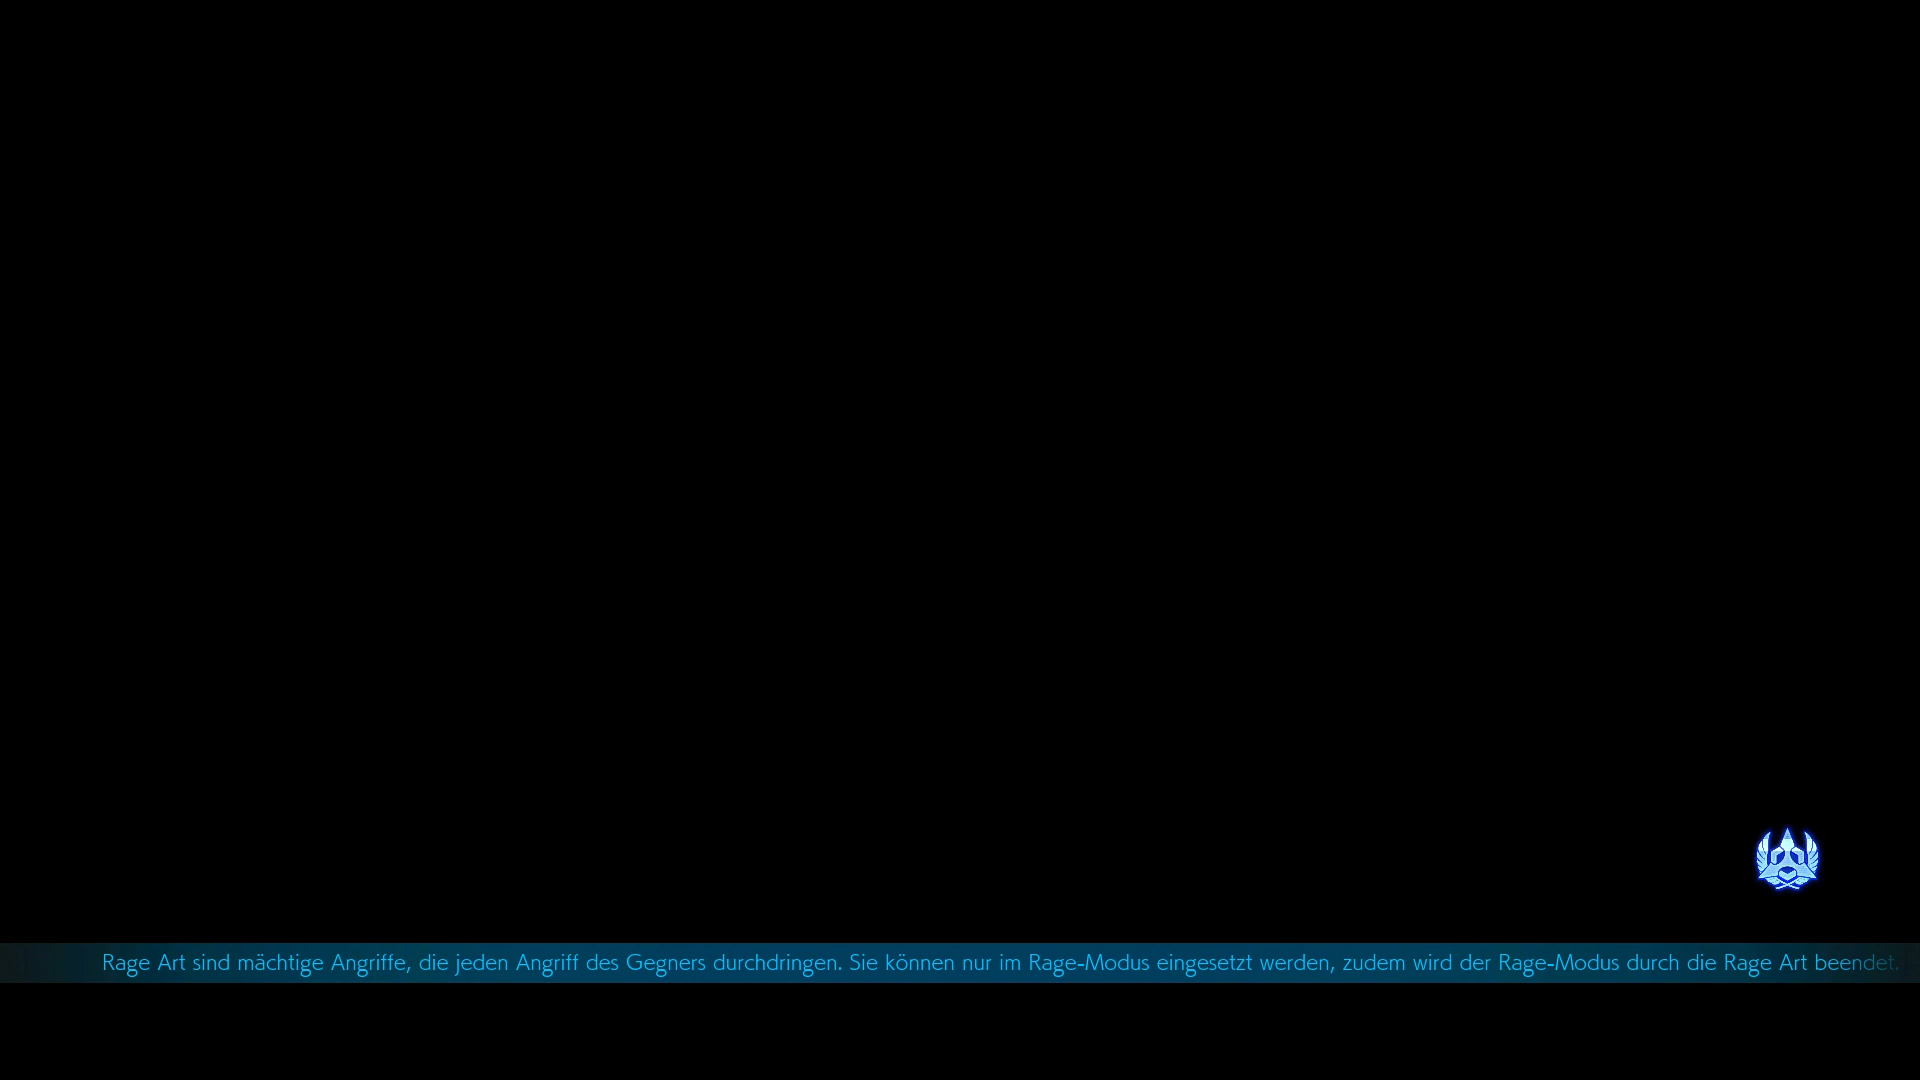 Rage Art sind mächtige Angriffe, die jeden Angriff des Gegners durchdringen. Sie können nur im Rage-Modus eingesetzt werden, zudem wird der Rage-Modus durch die Rage Art beendet.